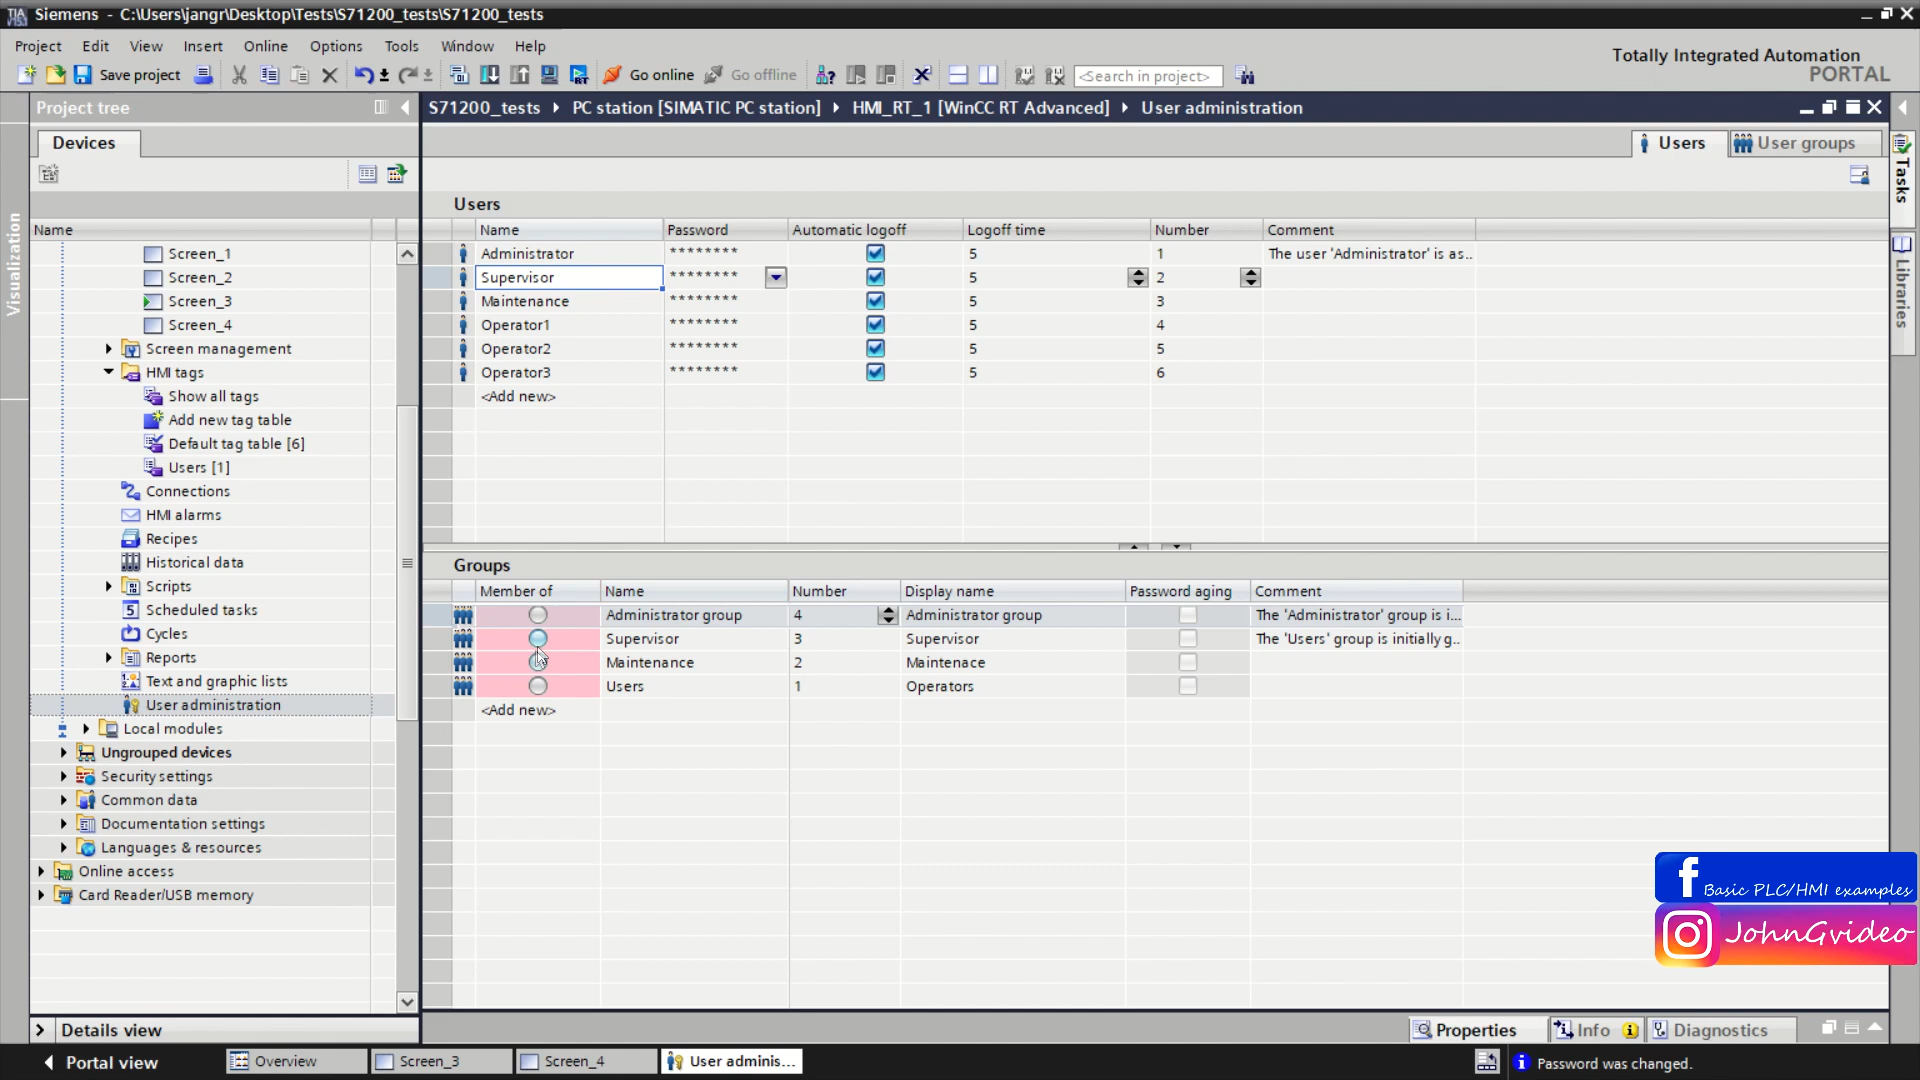 Siemens - C:\Users\jangr\Desktop\Tests\S71200_tests\S71200_tests
Project Edit View Insert Online Options Tools Window Help
Totally Integrated Automation
PORTAL
Save project Go online Go offline <Search in project>
Project tree
S71200_tests PC station [SIMATIC PC station] HMI_RT_1 [WinCC RT Advanced] User administration
Devices
Users User groups
Visualization
Tasks
Libraries
Name
Screen_1
Screen_2
Screen_3
Screen_4
Screen management
HMI tags
Show all tags
Add new tag table
Default tag table [6]
Users [1]
Connections
HMI alarms
Recipes
Historical data
Scripts
Scheduled tasks
Cycles
Reports
Text and graphic lists
User administration
Local modules
Ungrouped devices
Security settings
Common data
Documentation settings
Languages & resources
Online access
Card Reader/USB memory
Details view
Users
Name Password Automatic logoff Logoff time Number Comment
Administrator ******** 5 1 The user 'Administrator' is as..
Supervisor ******** 5 2
Maintenance ******** 5 3
Operator1 ******** 5 4
Operator2 ******** 5 5
Operator3 ******** 5 6
<Add new>
Groups
Member of Name Number Display name Password aging Comment
Administrator group 4 Administrator group The 'Administrator' group is i...
Supervisor 3 Supervisor The 'Users' group is initially g..
Maintenance 2 Maintenace
Users 1 Operators
<Add new>
f Basic PLC/HMI examples
JohnGvideo
Properties Info Diagnostics
Portal view Overview Screen_3 Screen_4 User adminis... Password was changed.